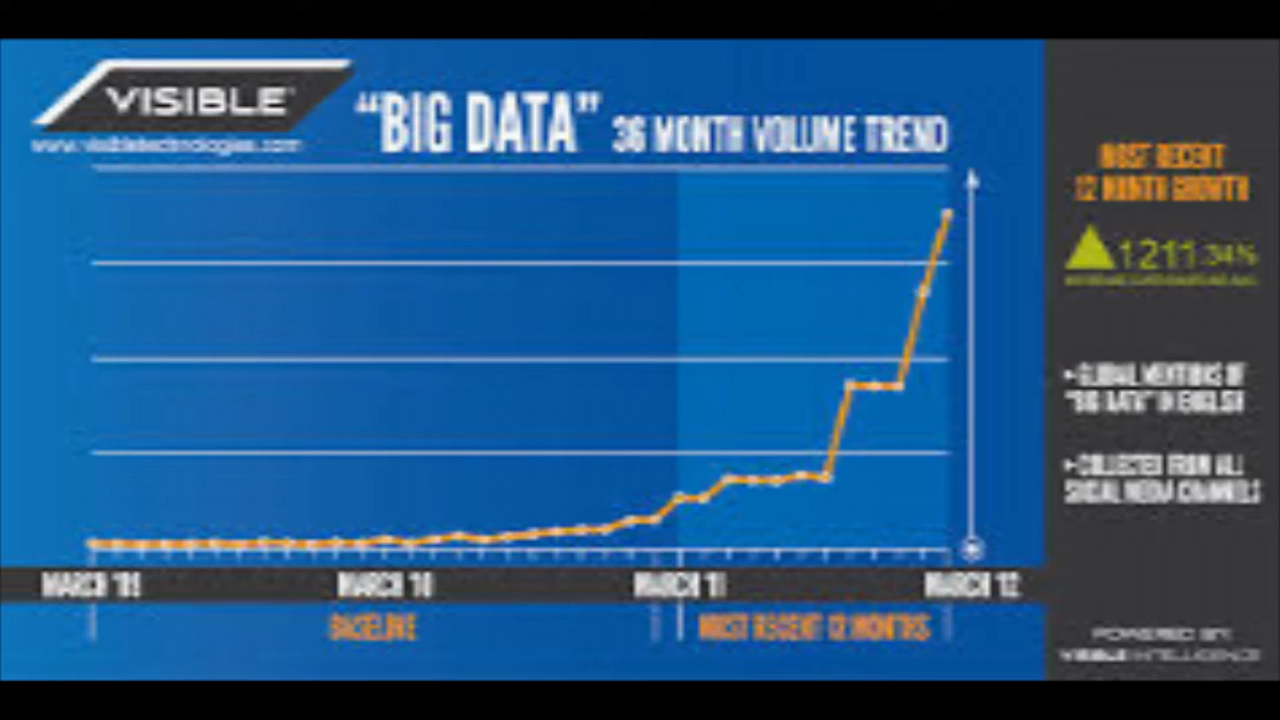 VISIBLE
www.visibletechnologies.com
"BIG DATA" 36 MONTH VOLUME TREND
MOST RECENT
12 MONTH GROWTH
1211.34%
▸ GLOBAL MENTIONS OF
"BIG DATA" IN ENGLISH
▸ COLLECTED FROM ALL
SOCIAL MEDIA CHANNELS
MARCH '09 MARCH '10 MARCH '11 MARCH '12
BASELINE MOST RECENT 12 MONTHS
POWERED BY:
VISIBLE INTELLIGENCE